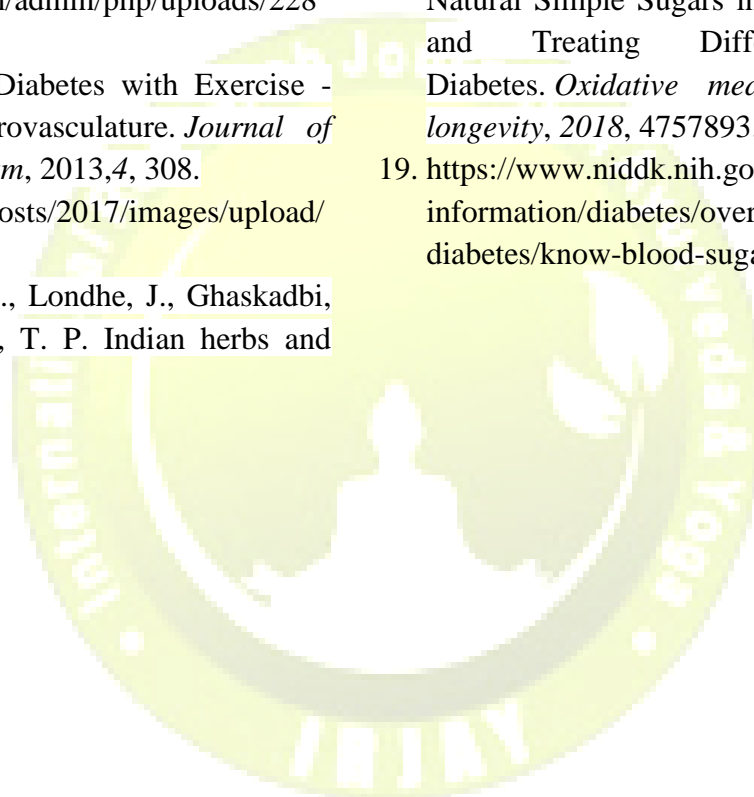 /admin/php/uploads/228
Diabetes with Exercise -
rovasculature. Journal of
m, 2013,4, 308.
osts/2017/images/upload/
., Londhe, J., Ghaskadbi,
, T. P. Indian herbs and
Natural Simple Sugars in
and Treating Diff
Diabetes. Oxidative med
longevity, 2018, 4757893
19. https://www.niddk.nih.go
information/diabetes/over
diabetes/know-blood-suga
IRJAY